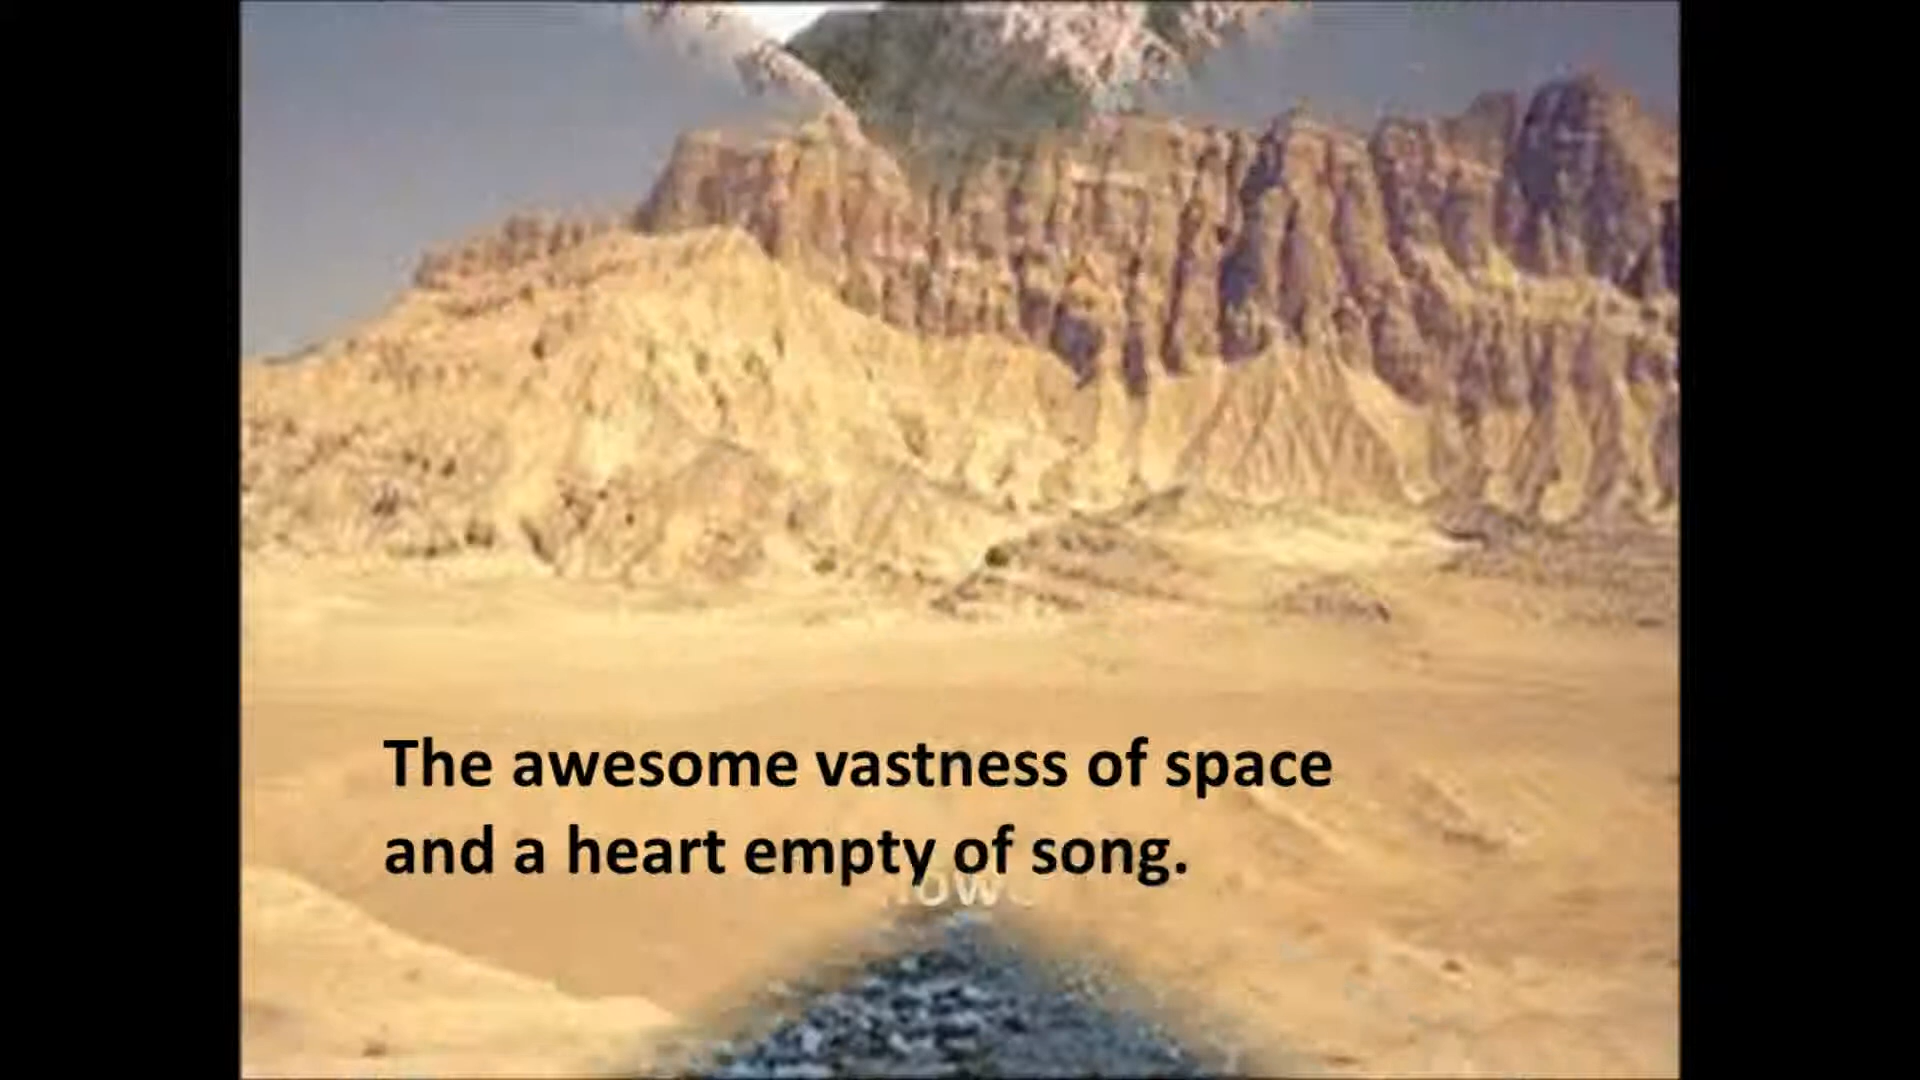 The awesome vastness of space
and a heart empty of song.